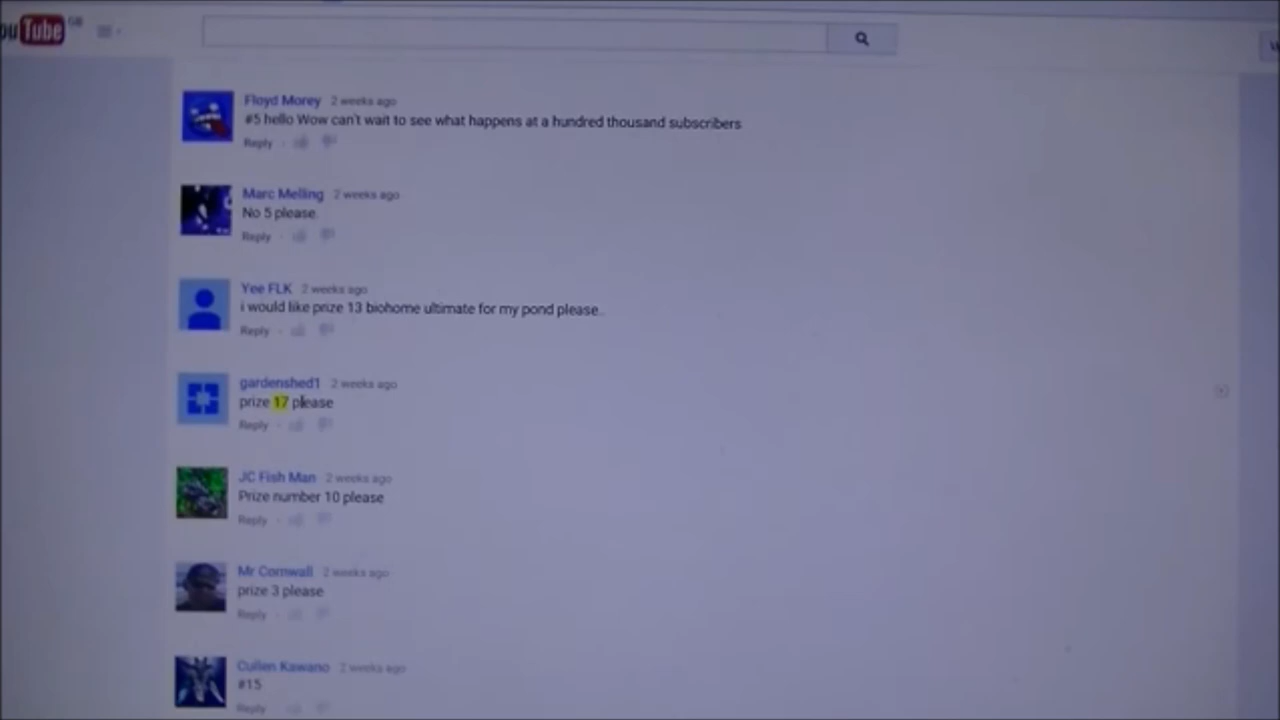 YouTube GB
Floyd Morey 2 weeks ago
#5 hello Wow can't wait to see what happens at a hundred thousand subscribers
Reply
Marc Melling 2 weeks ago
No 5 please.
Reply
Yee FLK 2 weeks ago
i would like prize 13 biohome ultimate for my pond please..
Reply
gardenshed1 2 weeks ago
prize 17 please
Reply
JC Fish Man 2 weeks ago
Prize number 10 please
Reply
Mr Cornwall 2 weeks ago
prize 3 please
Reply
Cullen Kawano 2 weeks ago
#15
Reply